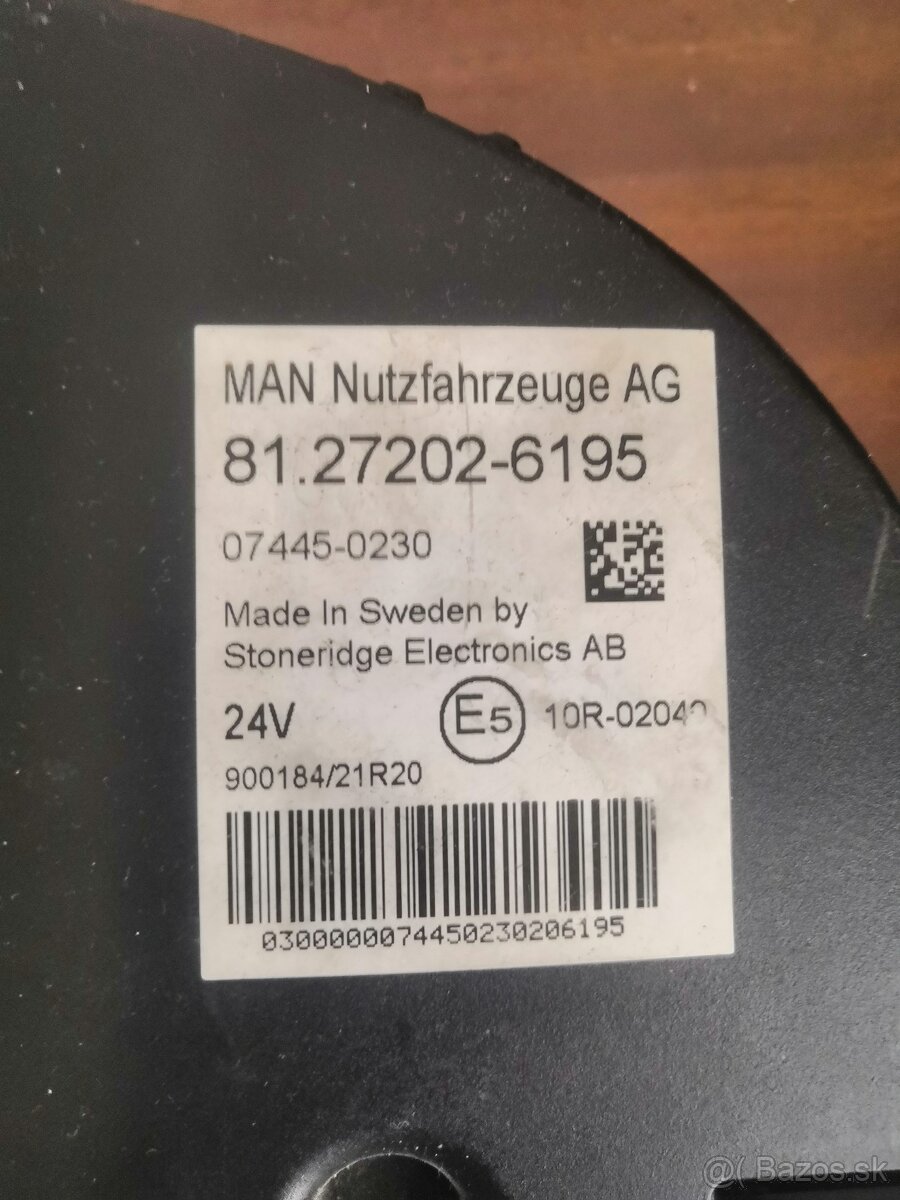 MAN Nutzfahrzeuge AG
81.27202-6195
07445-0230
Made In Sweden by
Stoneridge Electronics AB
24V
E5
900184/21R20
0300000074450230206195
@( Bazos.sk